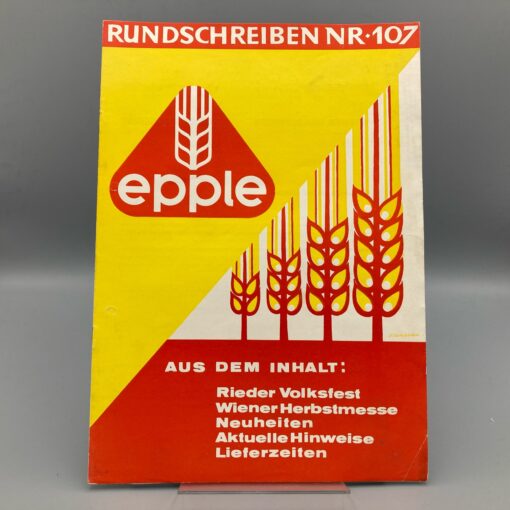 RUNDSCHREIBEN NR·107
epple
AUS DEM INHALT:
Rieder Volksfest
Wiener Herbstmesse
Neuheiten
Aktuelle Hinweise
Lieferzeiten